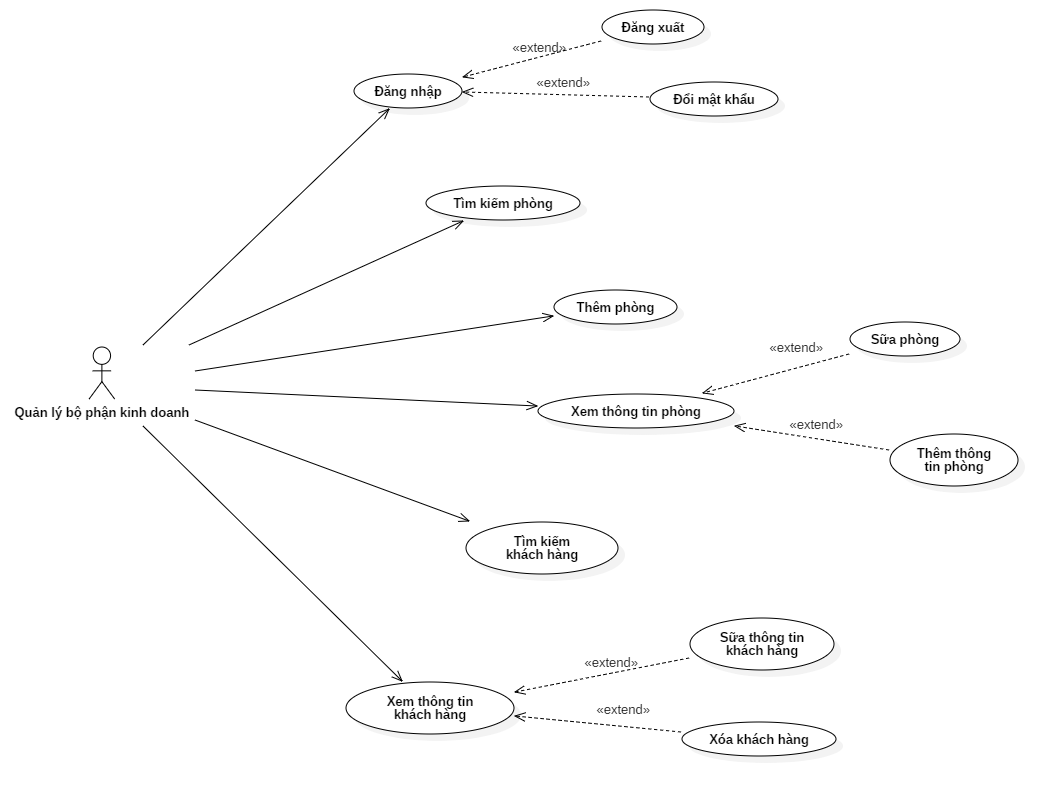 Đăng xuất
«extend»
Đăng nhập
«extend»
Đổi mật khẩu
Tìm kiếm phòng
Thêm phòng
Sữa phòng
«extend»
Quản lý bộ phận kinh doanh
Xem thông tin phòng
«extend»
Thêm thông
tin phòng
Tìm kiếm
khách hàng
Sữa thông tin
khách hàng
«extend»
Xem thông tin
khách hàng
«extend»
Xóa khách hàng